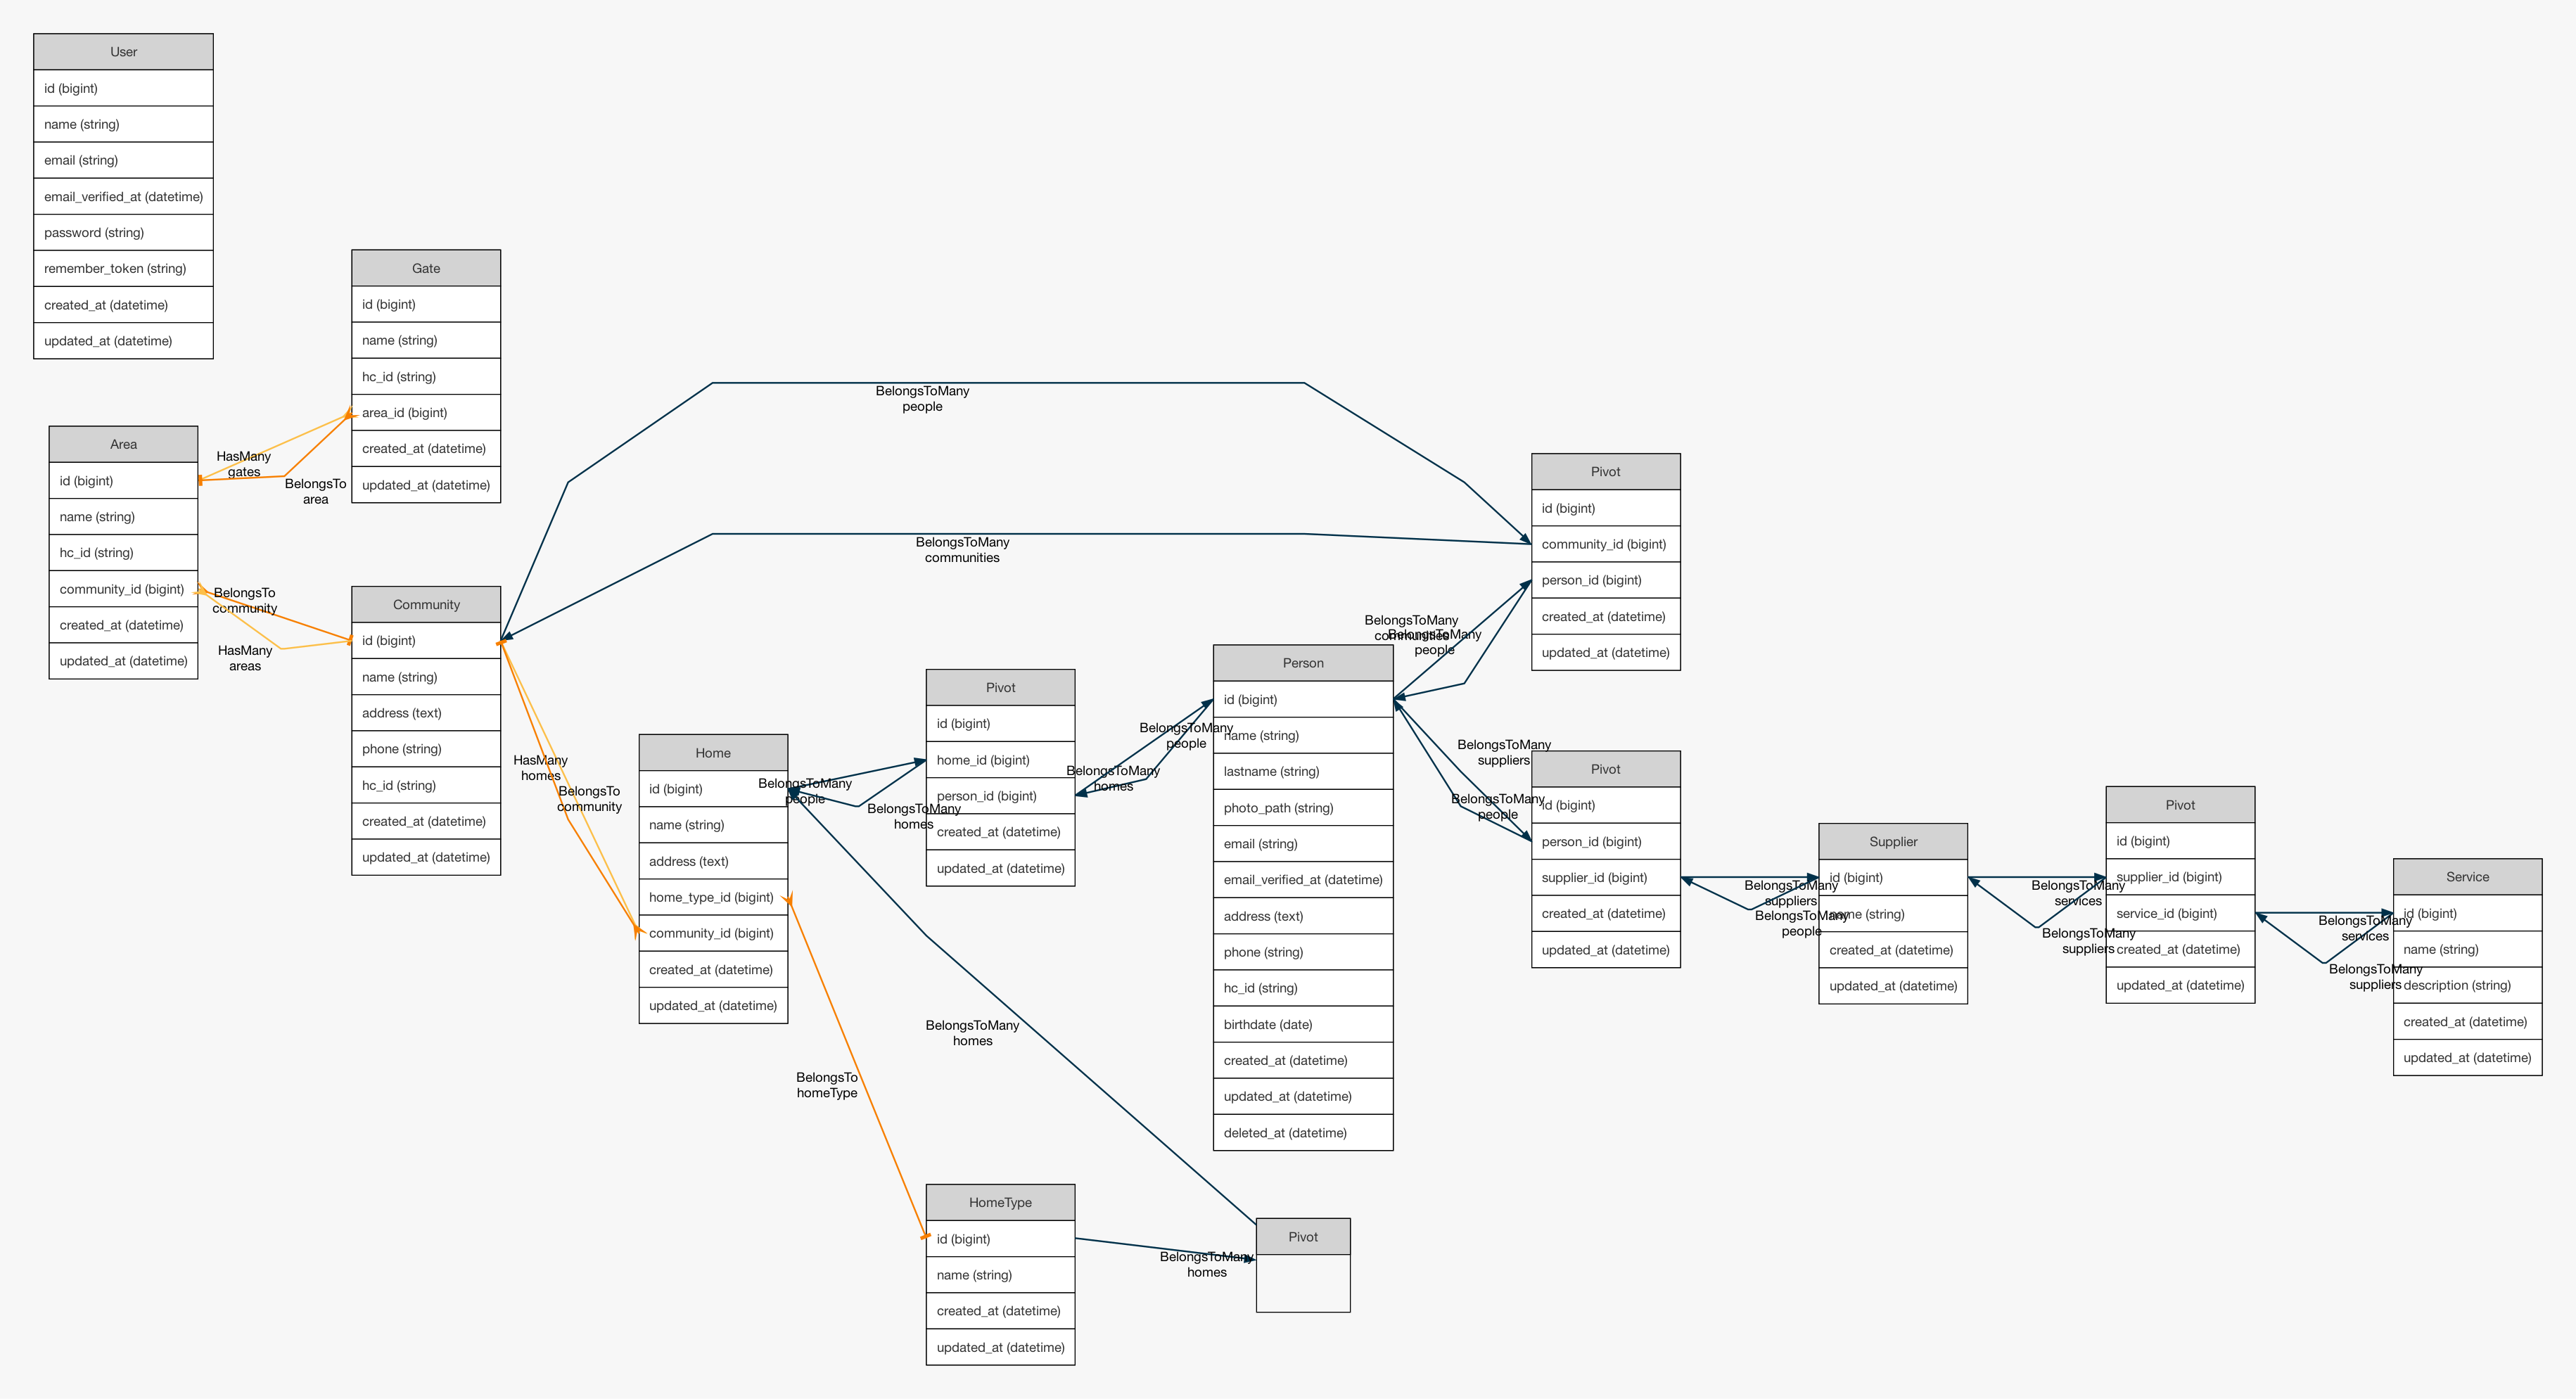 User
id (bigint)
name (string)
email (string)
email_verified_at (datetime)
password (string)
remember_token (string)
created_at (datetime)
updated_at (datetime)
Gate
id (bigint)
name (string)
hc_id (string)
area_id (bigint)
created_at (datetime)
updated_at (datetime)
Area
id (bigint)
name (string)
hc_id (string)
community_id (bigint)
created_at (datetime)
updated_at (datetime)
HasMany
gates
BelongsTo
area
BelongsTo
community
HasMany
areas
Community
id (bigint)
name (string)
address (text)
phone (string)
hc_id (string)
created_at (datetime)
updated_at (datetime)
BelongsToMany
people
BelongsToMany
communities
HasMany
homes
BelongsTo
community
Home
id (bigint)
name (string)
address (text)
home_type_id (bigint)
community_id (bigint)
created_at (datetime)
updated_at (datetime)
BelongsToMany
people
BelongsToMany
homes
Pivot
id (bigint)
home_id (bigint)
person_id (bigint)
created_at (datetime)
updated_at (datetime)
BelongsToMany
people
BelongsToMany
homes
Person
id (bigint)
name (string)
lastname (string)
photo_path (string)
email (string)
email_verified_at (datetime)
address (text)
phone (string)
hc_id (string)
birthdate (date)
created_at (datetime)
updated_at (datetime)
deleted_at (datetime)
BelongsToMany
communities
BelongsToMany
people
Pivot
id (bigint)
community_id (bigint)
person_id (bigint)
created_at (datetime)
updated_at (datetime)
BelongsToMany
suppliers
BelongsToMany
people
Pivot
id (bigint)
person_id (bigint)
supplier_id (bigint)
created_at (datetime)
updated_at (datetime)
BelongsToMany
suppliers
BelongsToMany
people
Supplier
id (bigint)
name (string)
created_at (datetime)
updated_at (datetime)
BelongsToMany
services
BelongsToMany
suppliers
Pivot
id (bigint)
supplier_id (bigint)
service_id (bigint)
created_at (datetime)
updated_at (datetime)
BelongsToMany
services
BelongsToMany
suppliers
Service
id (bigint)
name (string)
description (string)
created_at (datetime)
updated_at (datetime)
BelongsToMany
homes
BelongsTo
homeType
HomeType
id (bigint)
name (string)
created_at (datetime)
updated_at (datetime)
BelongsToMany
homes
Pivot